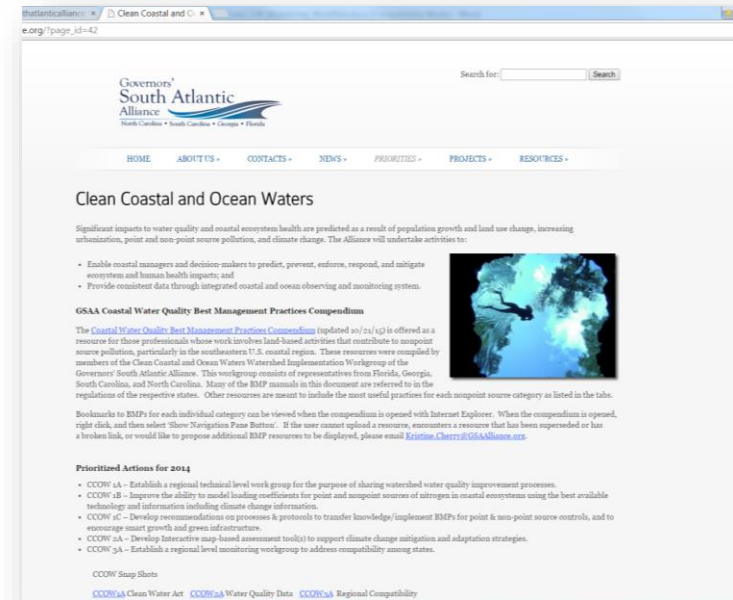 thatlanticalliance
Clean Coastal and O
e.org/?page_id=42
Search for:
Search
Governors'
South Atlantic
Alliance
North Carolina • South Carolina • Georgia • Florida
HOME ABOUT US CONTACTS NEWS PRIORITIES PROJECTS RESOURCES
Clean Coastal and Ocean Waters
Significant impacts to water quality and coastal ecosystem health are predicted as a result of population growth and land use change, increasing
urbanization, point and non-point source pollution, and climate change. The Alliance will undertake activities to:
• Enable coastal managers and decision-makers to predict, prevent, enforce, respond, and mitigate
ecosystem and human health impacts; and
• Provide consistent data through integrated coastal and ocean observing and monitoring system.
GSAA Coastal Water Quality Best Management Practices Compendium
The Coastal Water Quality Best Management Practices Compendium (updated 10/21/15) is offered as a
resource for those professionals whose work involves land-based activities that contribute to nonpoint
source pollution, particularly in the southeastern U.S. coastal region. These resources were compiled by
members of the Clean Coastal and Ocean Waters Watershed Implementation Workgroup of the
Governors' South Atlantic Alliance. This workgroup consists of representatives from Florida, Georgia,
South Carolina, and North Carolina. Many of the BMP manuals in this document are referred to in the
regulations of the respective states. Other resources are meant to include the most useful practices for each nonpoint source category as listed in the tabs.
Bookmarks to BMPs for each individual category can be viewed when the compendium is opened with Internet Explorer. When the compendium is opened,
right click, and then select 'Show Navigation Pane Button'. If the user cannot upload a resource, encounters a resource that has been superseded or has
a broken link, or would like to propose additional BMP resources to be displayed, please email Kristine.Cherry@GSAAlliance.org.
Prioritized Actions for 2014
• CCOW 1A – Establish a regional technical level work group for the purpose of sharing watershed water quality improvement processes.
• CCOW 1B – Improve the ability to model loading coefficients for point and nonpoint sources of nitrogen in coastal ecosystems using the best available
technology and information including climate change information.
• CCOW 1C – Develop recommendations on processes & protocols to transfer knowledge/implement BMPs for point & non-point source controls, and to
encourage smart growth and green infrastructure.
• CCOW 2A – Develop Interactive map-based assessment tool(s) to support climate change mitigation and adaptation strategies.
• CCOW 3A – Establish a regional level monitoring workgroup to address compatibility among states.
CCOW Snap Shots
CCOW1A Clean Water Act CCOW2A Water Quality Data CCOW3A Regional Compatibility